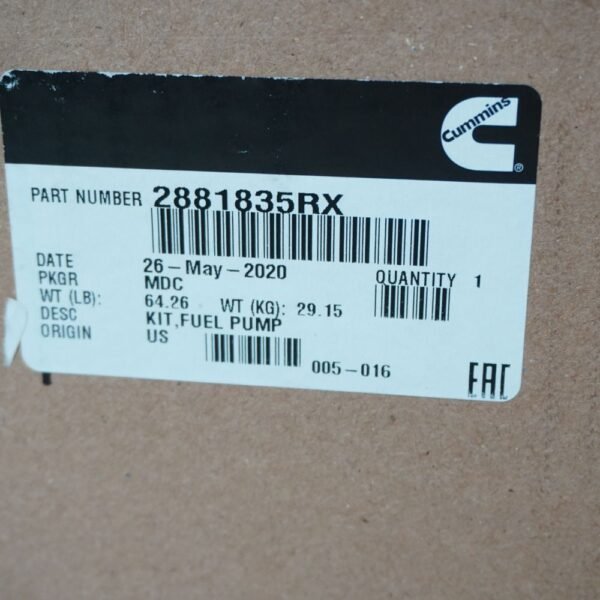 Cummins
®
PART NUMBER 2881835RX
DATE 26-May-2020 QUANTITY 1
PKGR MDC
WT (LB): 64.26 WT (KG): 29.15
DESC KIT,FUEL PUMP
ORIGIN US
005-016
EAC